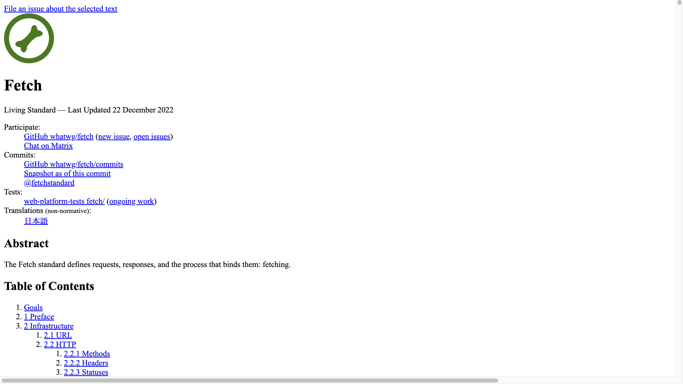 File an issue about the selected text
Fetch
Living Standard — Last Updated 22 December 2022
Participate:
GitHub whatwg/fetch (new issue, open issues)
Chat on Matrix
Commits:
GitHub whatwg/fetch/commits
Snapshot as of this commit
@fetchstandard
Tests:
web-platform-tests fetch/ (ongoing work)
Translations (non-normative):
日本語
Abstract
The Fetch standard defines requests, responses, and the process that binds them: fetching.
Table of Contents
1. Goals
2. 1 Preface
3. 2 Infrastructure
1. 2.1 URL
2. 2.2 HTTP
1. 2.2.1 Methods
2. 2.2.2 Headers
3. 2.2.3 Statuses